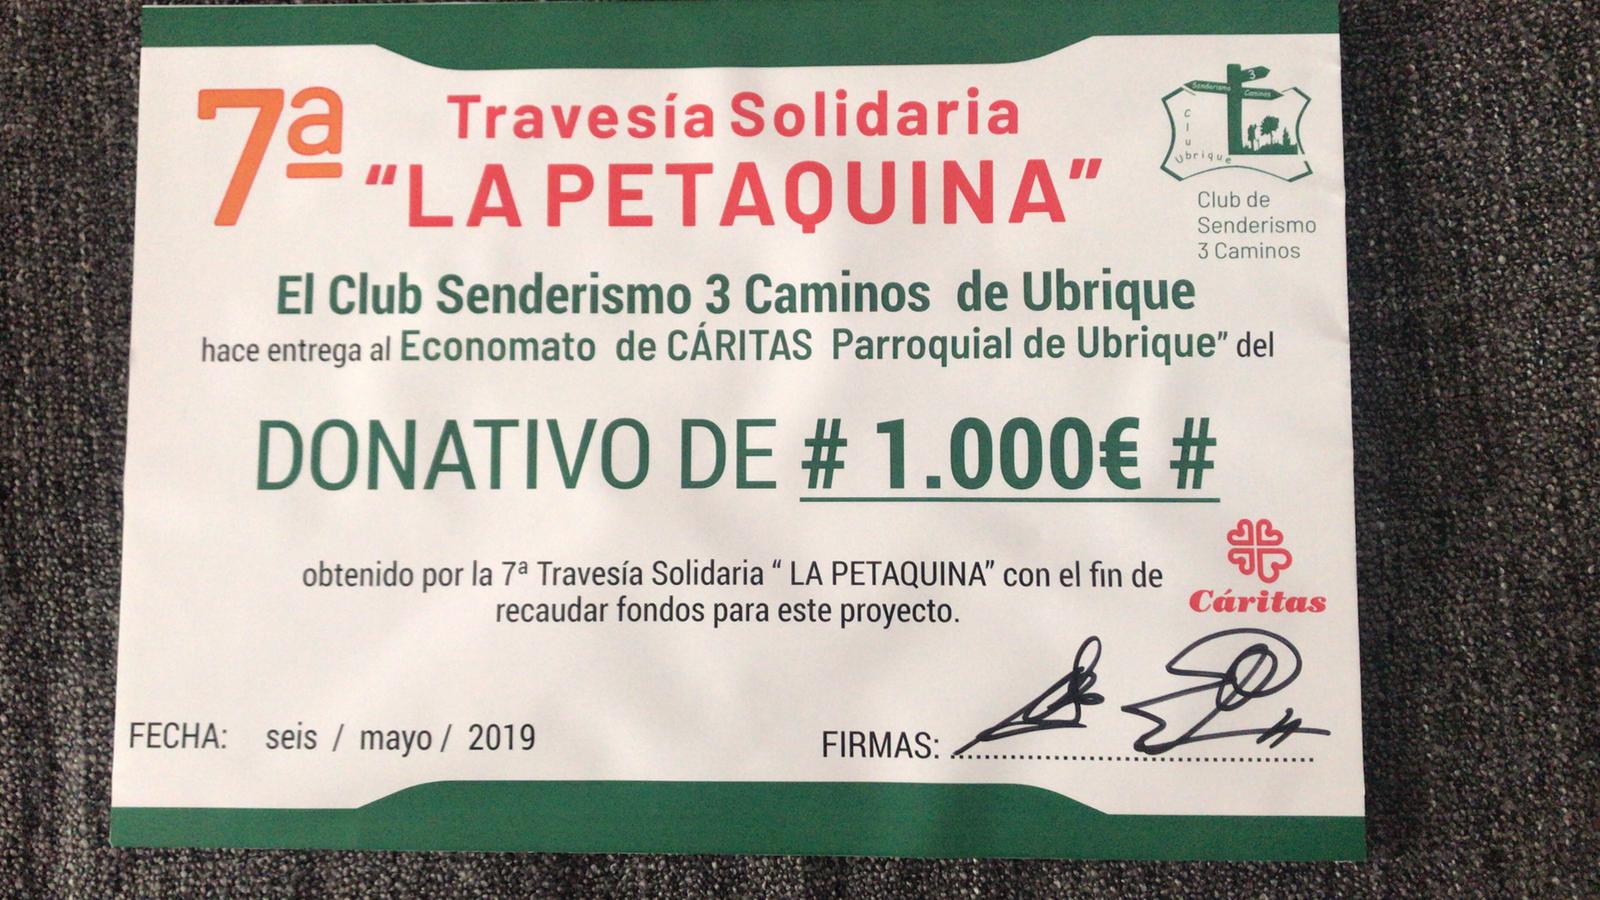 7ª Travesía Solidaria
"LA PETAQUINA"
Senderismo 3 Caminos
Club
Ubrique
Club de
Senderismo
3 Caminos
El Club Senderismo 3 Caminos de Ubrique
hace entrega al Economato de CÁRITAS Parroquial de Ubrique" del
DONATIVO DE # 1.000€ #
obtenido por la 7ª Travesía Solidaria " LA PETAQUINA" con el fin de
recaudar fondos para este proyecto.
Cáritas
FECHA: seis / mayo / 2019
FIRMAS: